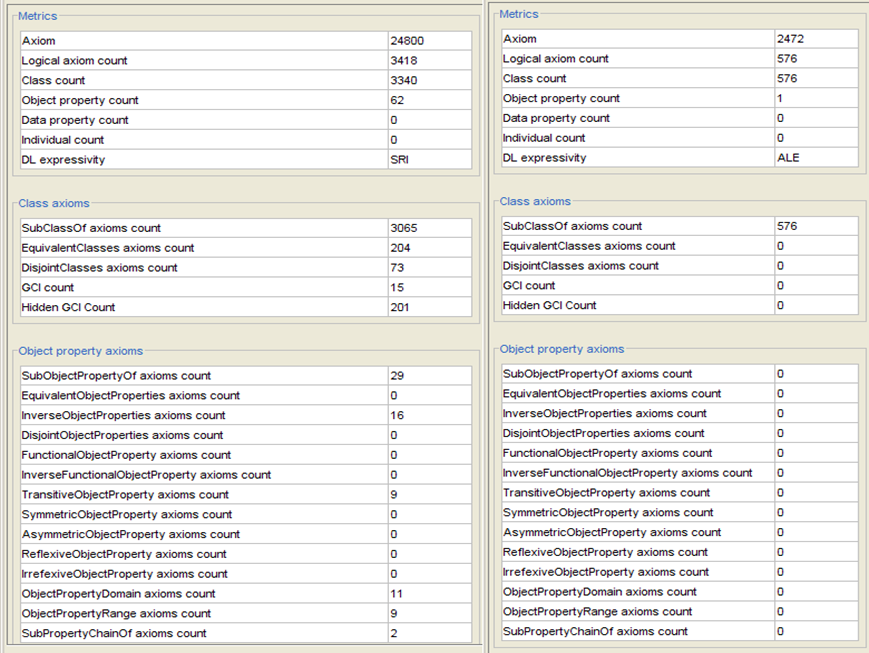 Metrics
Axiom 24800
Logical axiom count 3418
Class count 3340
Object property count 62
Data property count 0
Individual count 0
DL expressivity SRI
Class axioms
SubClassOf axioms count 3065
EquivalentClasses axioms count 204
DisjointClasses axioms count 73
GCI count 15
Hidden GCI Count 201
Object property axioms
SubObjectPropertyOf axioms count 29
EquivalentObjectProperties axioms count 0
InverseObjectProperties axioms count 16
DisjointObjectProperties axioms count 0
FunctionalObjectProperty axioms count 0
InverseFunctionalObjectProperty axioms count 0
TransitiveObjectProperty axioms count 9
SymmetricObjectProperty axioms count 0
AsymmetricObjectProperty axioms count 0
ReflexiveObjectProperty axioms count 0
IrrefexiveObjectProperty axioms count 0
ObjectPropertyDomain axioms count 11
ObjectPropertyRange axioms count 9
SubPropertyChainOf axioms count 2
Metrics
Axiom 2472
Logical axiom count 576
Class count 576
Object property count 1
Data property count 0
Individual count 0
DL expressivity ALE
Class axioms
SubClassOf axioms count 576
EquivalentClasses axioms count 0
DisjointClasses axioms count 0
GCI count 0
Hidden GCI Count 0
Object property axioms
SubObjectPropertyOf axioms count 0
EquivalentObjectProperties axioms count 0
InverseObjectProperties axioms count 0
DisjointObjectProperties axioms count 0
FunctionalObjectProperty axioms count 0
InverseFunctionalObjectProperty axioms count 0
TransitiveObjectProperty axioms count 0
SymmetricObjectProperty axioms count 0
AsymmetricObjectProperty axioms count 0
ReflexiveObjectProperty axioms count 0
IrrefexiveObjectProperty axioms count 0
ObjectPropertyDomain axioms count 0
ObjectPropertyRange axioms count 0
SubPropertyChainOf axioms count 0